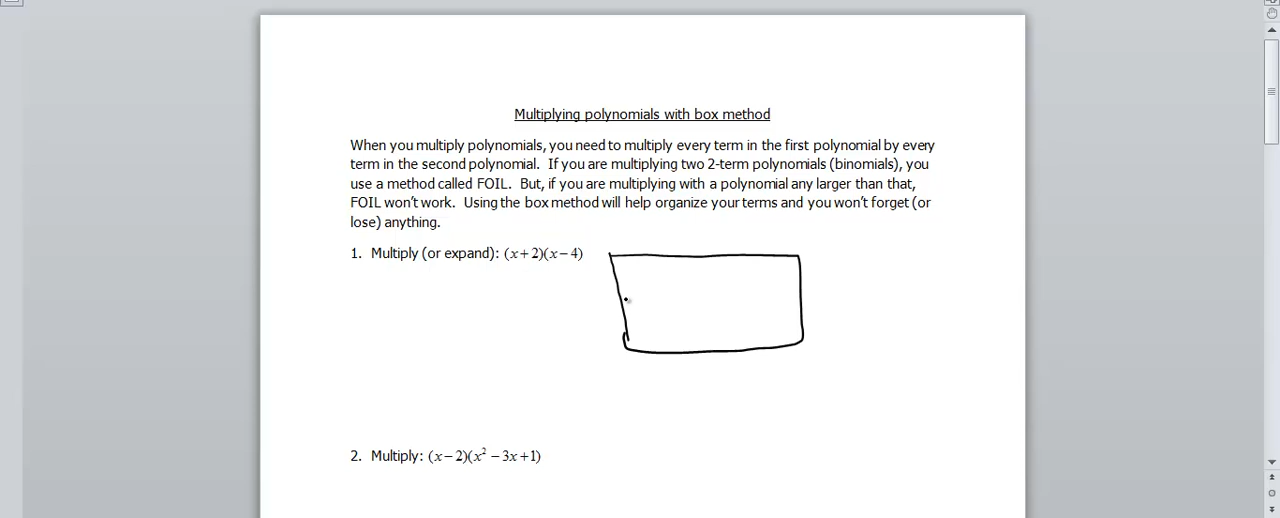 Multiplying polynomials with box method
When you multiply polynomials, you need to multiply every term in the first polynomial by every
term in the second polynomial.  If you are multiplying two 2-term polynomials (binomials), you
use a method called FOIL.  But, if you are multiplying with a polynomial any larger than that,
FOIL won't work.  Using the box method will help organize your terms and you won't forget (or
lose) anything.
1.  Multiply (or expand): (x+2)(x−4)
2.  Multiply: (x−2)(x² −3x+1)